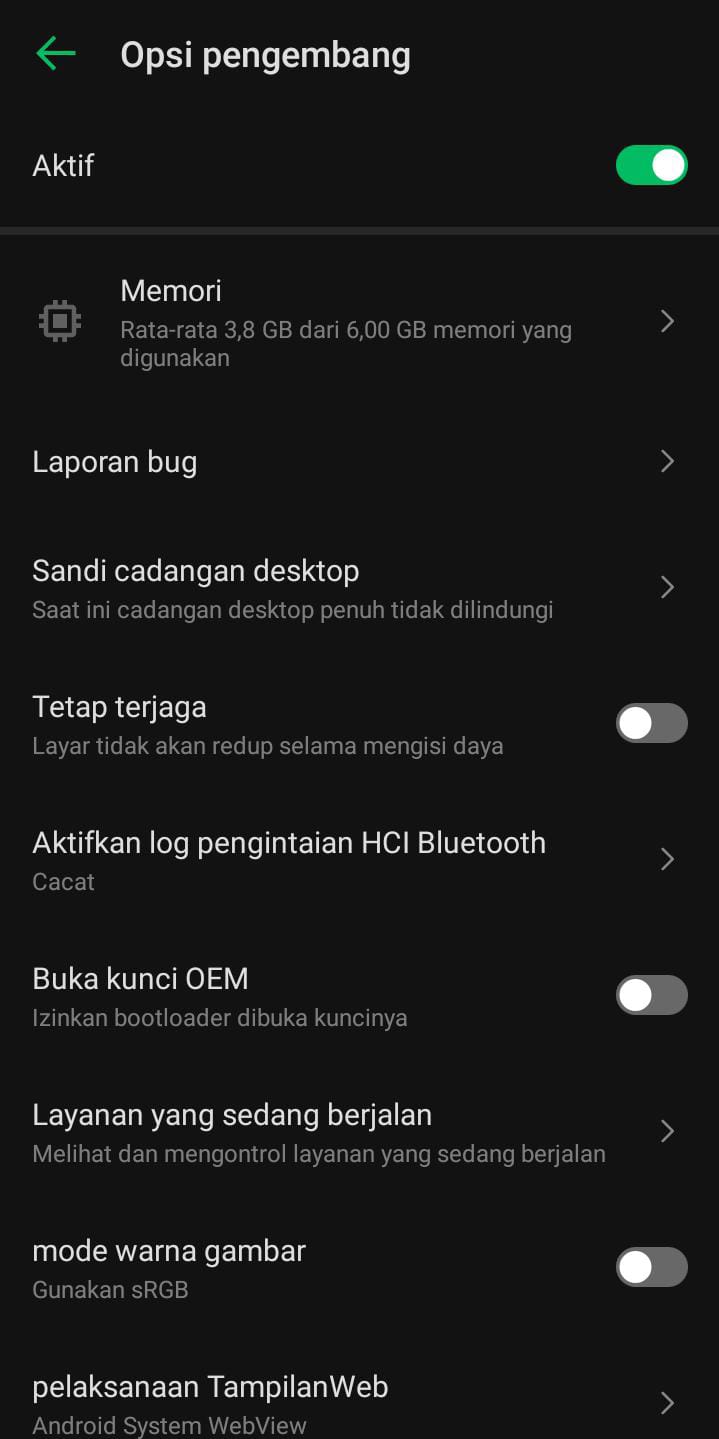 Opsi pengembang
Aktif
Memori
Rata-rata 3,8 GB dari 6,00 GB memori yang
digunakan
Laporan bug
Sandi cadangan desktop
Saat ini cadangan desktop penuh tidak dilindungi
Tetap terjaga
Layar tidak akan redup selama mengisi daya
Aktifkan log pengintaian HCI Bluetooth
Cacat
Buka kunci OEM
Izinkan bootloader dibuka kuncinya
Layanan yang sedang berjalan
Melihat dan mengontrol layanan yang sedang berjalan
mode warna gambar
Gunakan sRGB
pelaksanaan TampilanWeb
Android System WebView